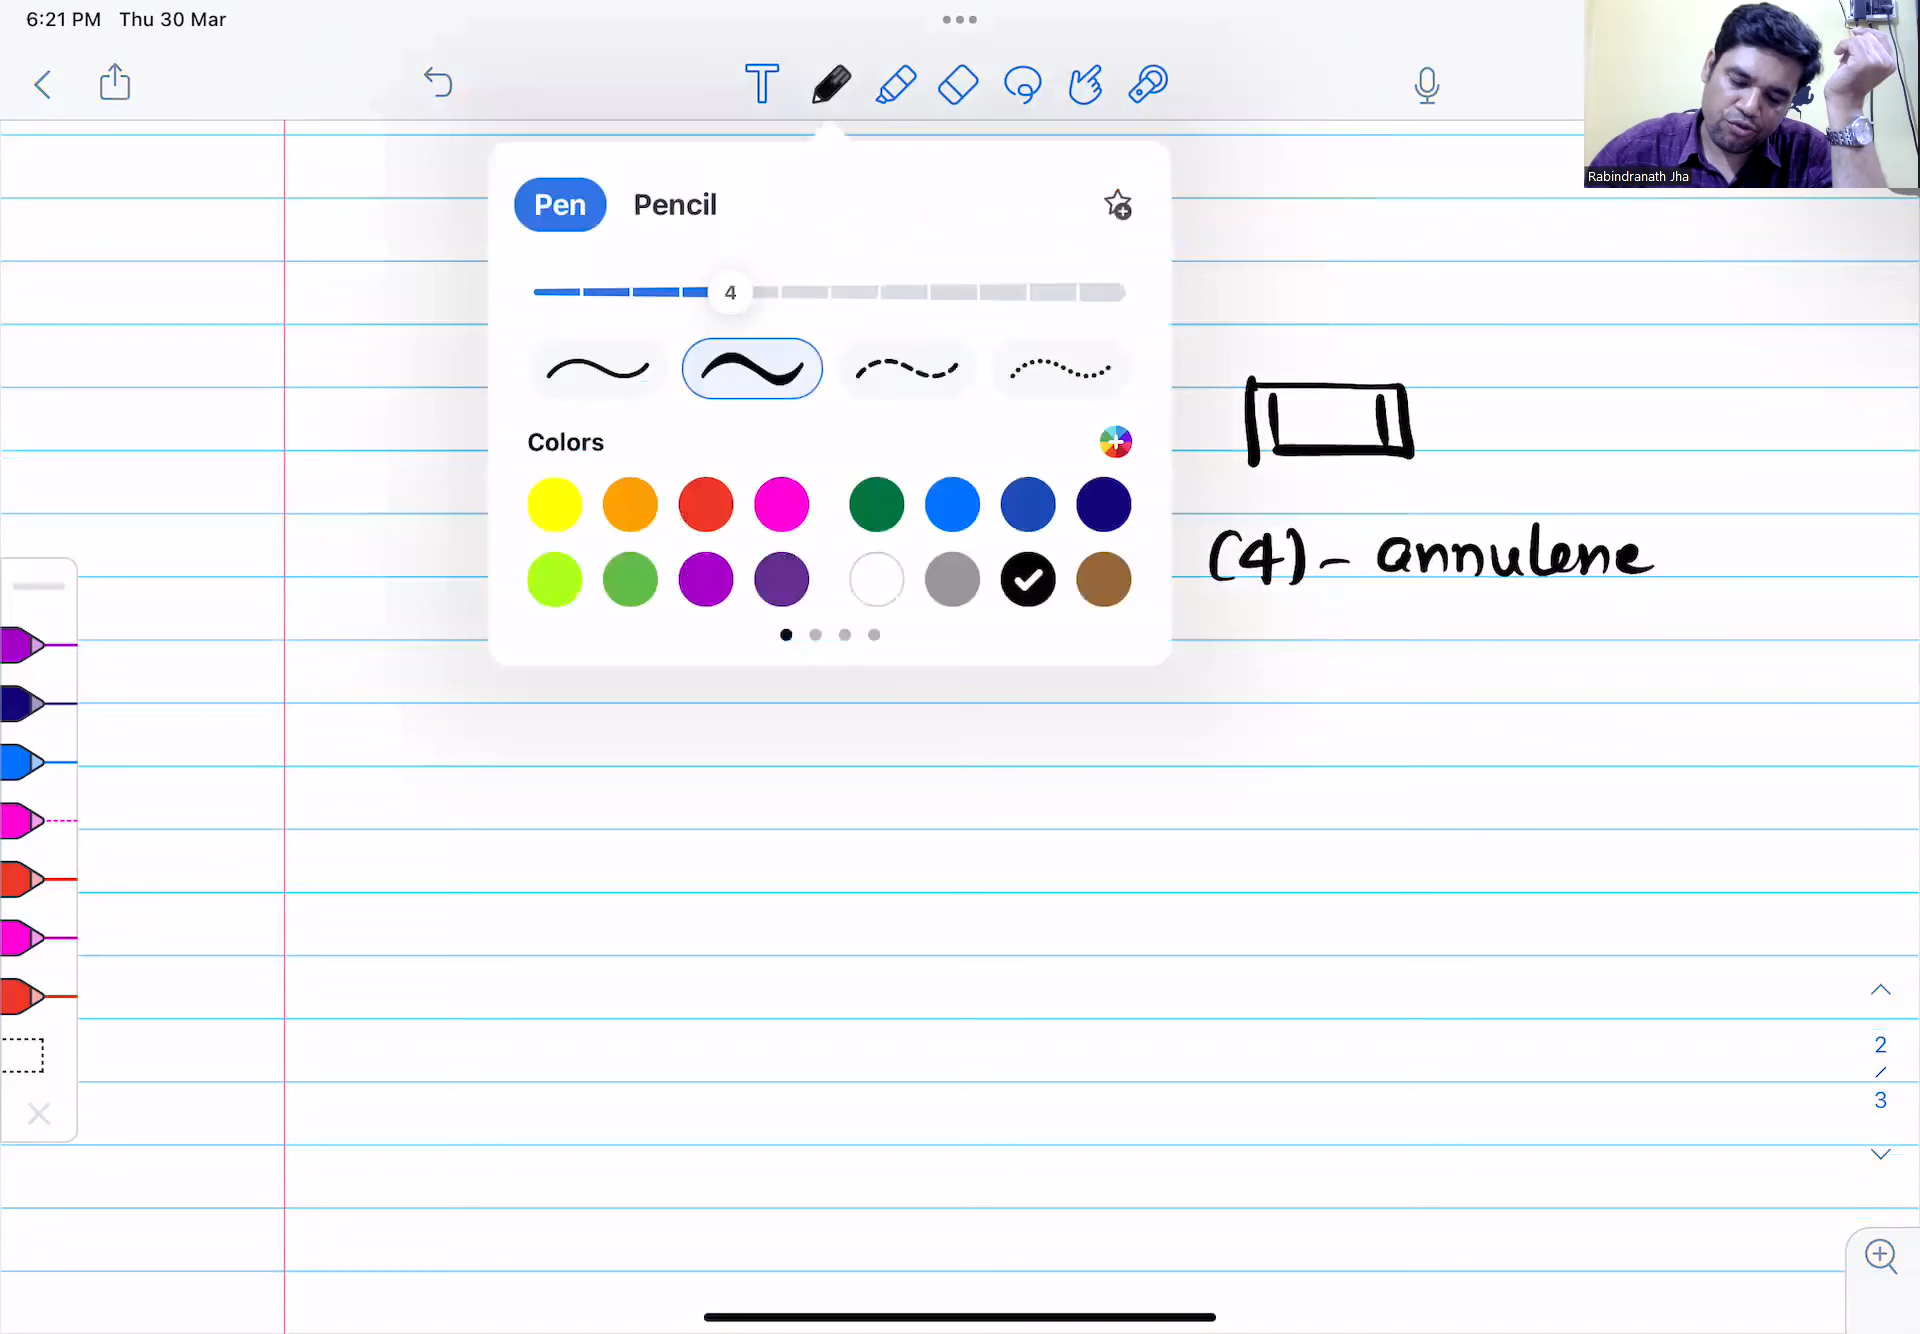 6:21 PM Thu 30 Mar
Rabindranath Jha
Pen Pencil
4
Colors
(4) - annulene
2
/
3